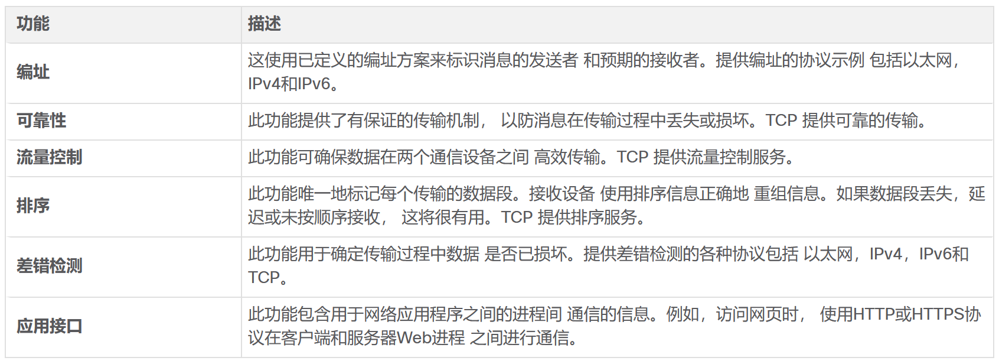 功能
描述
编址
这使用已定义的编址方案来标识消息的发送者 和预期的接收者。提供编址的协议示例 包括以太网，
IPv4和IPv6。
可靠性
此功能提供了有保证的传输机制， 以防消息在传输过程中丢失或损坏。TCP 提供可靠的传输。
流量控制
此功能可确保数据在两个通信设备之间 高效传输。TCP 提供流量控制服务。
排序
此功能唯一地标记每个传输的数据段。接收设备 使用排序信息正确地 重组信息。如果数据段丢失，延
迟或未按顺序接收， 这将很有用。TCP 提供排序服务。
差错检测
此功能用于确定传输过程中数据 是否已损坏。提供差错检测的各种协议包括 以太网，IPv4，IPv6和
TCP。
应用接口
此功能包含用于网络应用程序之间的进程间 通信的信息。例如，访问网页时， 使用HTTP或HTTPS协
议在客户端和服务器Web进程 之间进行通信。